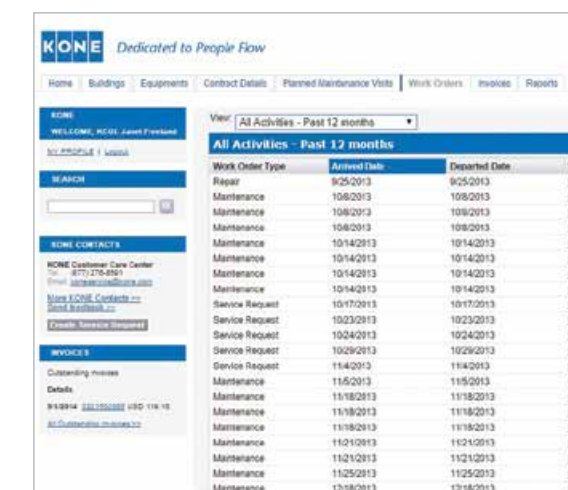 KONE Dedicated to People Flow
Home Buildings Equipments Contract Details Planned Maintenance Visits Work Orders Invoices Reports
KONE
WELCOME, Janet Freeland
MY PROFILE | Logout
SEARCH
KONE CONTACTS
KONE Customer Care Center
Tel
Email
More KONE Contacts >>
Send feedback >>
Create Service Request
INVOICES
Outstanding invoices
Details
USD
All Outstanding invoices >>
View: All Activities - Past 12 months
All Activities - Past 12 months
Work Order Type Arrived Date Departed Date
Repair 9/25/2013 9/25/2013
Maintenance 10/8/2013 10/8/2013
Maintenance 10/8/2013 10/8/2013
Maintenance 10/8/2013 10/8/2013
Maintenance 10/14/2013 10/14/2013
Maintenance 10/14/2013 10/14/2013
Maintenance 10/14/2013 10/14/2013
Maintenance 10/14/2013 10/14/2013
Service Request 10/17/2013 10/17/2013
Service Request 10/23/2013 10/23/2013
Service Request 10/24/2013 10/24/2013
Service Request 10/29/2013 10/29/2013
Service Request 11/4/2013 11/4/2013
Maintenance 11/5/2013 11/5/2013
Maintenance 11/18/2013 11/18/2013
Maintenance 11/18/2013 11/18/2013
Maintenance 11/18/2013 11/18/2013
Maintenance 11/21/2013 11/21/2013
Maintenance 11/21/2013 11/21/2013
Maintenance 11/25/2013 11/25/2013
Maintenance 12/18/2013 12/18/2013